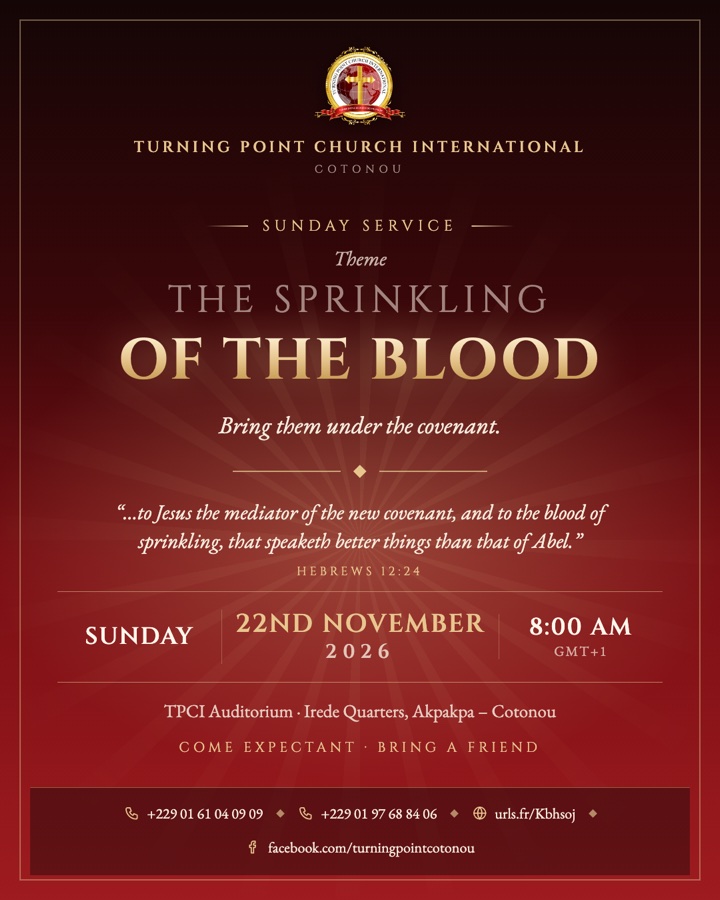 TURNING POINT CHURCH INTERNATIONAL
TURNING POINT CHURCH INTERNATIONAL
COTONOU
SUNDAY SERVICE
Theme
THE SPRINKLING
OF THE BLOOD
Bring them under the covenant.
“...to Jesus the mediator of the new covenant, and to the blood of
sprinkling, that speaketh better things than that of Abel.”
HEBREWS 12:24
SUNDAY
22ND NOVEMBER
2026
8:00 AM
GMT+1
TPCI Auditorium · Irede Quarters, Akpakpa – Cotonou
COME EXPECTANT · BRING A FRIEND
+229 01 61 04 09 09 ◆ +229 01 97 68 84 06 ◆ urls.fr/Kbhsoj ◆
facebook.com/turningpointcotonou